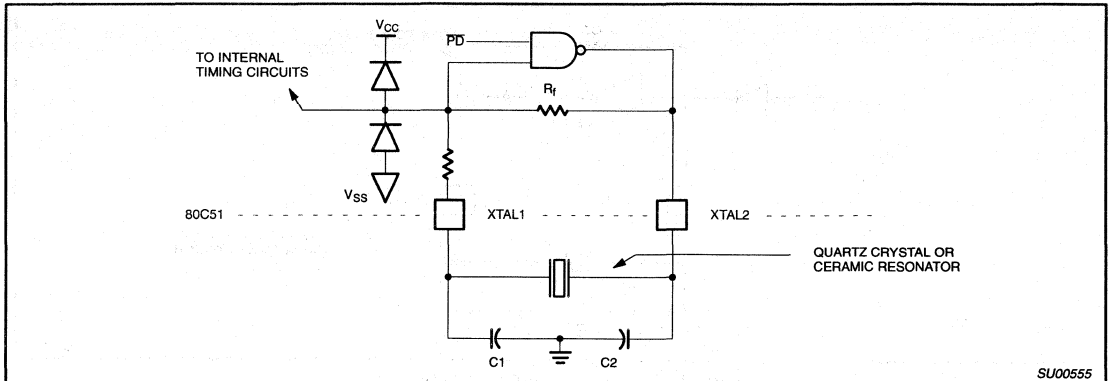 VCC
PD
TO INTERNAL
TIMING CIRCUITS
Rf
VSS
80C51
XTAL1
XTAL2
QUARTZ CRYSTAL OR
CERAMIC RESONATOR
C1
C2
SU00555